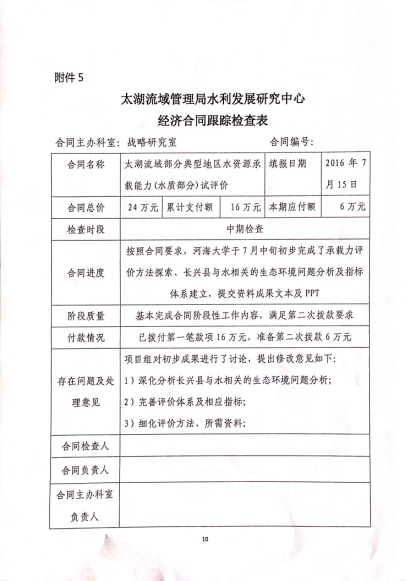 附件 5
太湖流域管理局水利发展研究中心
经济合同跟踪检查表
合同主办科室：战略研究室 合同编号：
合同名称 太湖流域部分典型地区水资源承 填报日期 2016 年 7
载能力(水质部分)试评价 月 15 日
合同总价 24 万元 累计支付额 16 万元 本期应付额 6 万元
检查时段 中期检查
按照合同要求，河海大学于 7 月中旬初步完成了承载力评
合同进度 价方法探索、长兴县与水相关的生态环境问题分析及指标
体系建立，提交资料成果文本及 PPT
阶段质量 基本完成合同阶段性工作内容，满足第二次拨款要求
付款情况 已拨付第一笔款项 16 万元，准备第二次拨款 6 万元
项目组对初步成果进行了讨论，提出修改意见如下：
存在问题及处 1）深化分析长兴县与水相关的生态环境问题分析；
理意见 2）完善评价体系及相应指标；
3）细化评价方法、所需资料；
合同检查人
合同负责人
合同主办科室
负责人
10